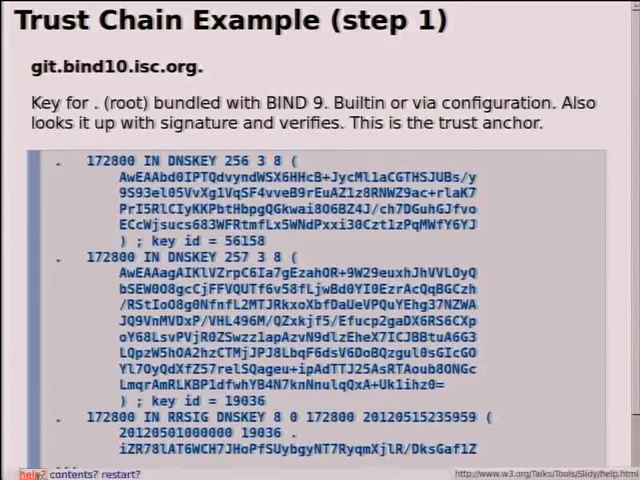 Trust Chain Example (step 1)
git.bind10.isc.org.
Key for . (root) bundled with BIND 9. Builtin or via configuration. Also
looks it up with signature and verifies. This is the trust anchor.
. 172800 IN DNSKEY 256 3 8 (
AwEAAbd0IPTQdvyndWSX6HHcB+JycMl1aCGTHSJUBs/y
9S93el05VvXg1VqSF4vveB9rEuAZ1z8RNWZ9ac+rlaK7
PrI5RlCIyKKPbtHbpgQGkwai8O6BZ4J/ch7DGuhGJfvo
ECcWjsucs683WFRtmfLx5WNdPxxi30Czt1zPqMWfY6YJ
) ; key id = 56158
. 172800 IN DNSKEY 257 3 8 (
AwEAAagAIKlVZrpC6Ia7gEzahOR+9W29euxhJhVVLOyQ
bSEW0O8gcCjFFVQUTf6v58fLjwBd0YI0EzrAcQqBGCzh
/RStIoO8g0NfnfL2MTJRkxoXbfDaUeVPQuYEhg37NZWA
JQ9VnMVDxP/VHL496M/QZxkjf5/Efucp2gaDX6RS6CXp
oY68LsvPVjR0ZSwzz1apAzvN9dlzEheX7ICJBBtuA6G3
LQpzW5hOA2hzCTMjJPJ8LbqF6dsV6DoBQzgul0sGIcGO
Yl7OyQdXfZ57relSQageu+ipAdTTJ25AsRTAoub8ONGc
LmqrAmRLKBP1dfwhYB4N7knNnulqQxA+Uk1ihz0=
) ; key id = 19036
. 172800 IN RRSIG DNSKEY 8 0 172800 20120515235959 (
20120501000000 19036 .
iZR78lAT6WCH7JHoPfSUybgyNT7RyqmXjlR/DksGaf1Z
help? contents? restart?
http://www.w3.org/Talks/Tools/Slidy/help.html